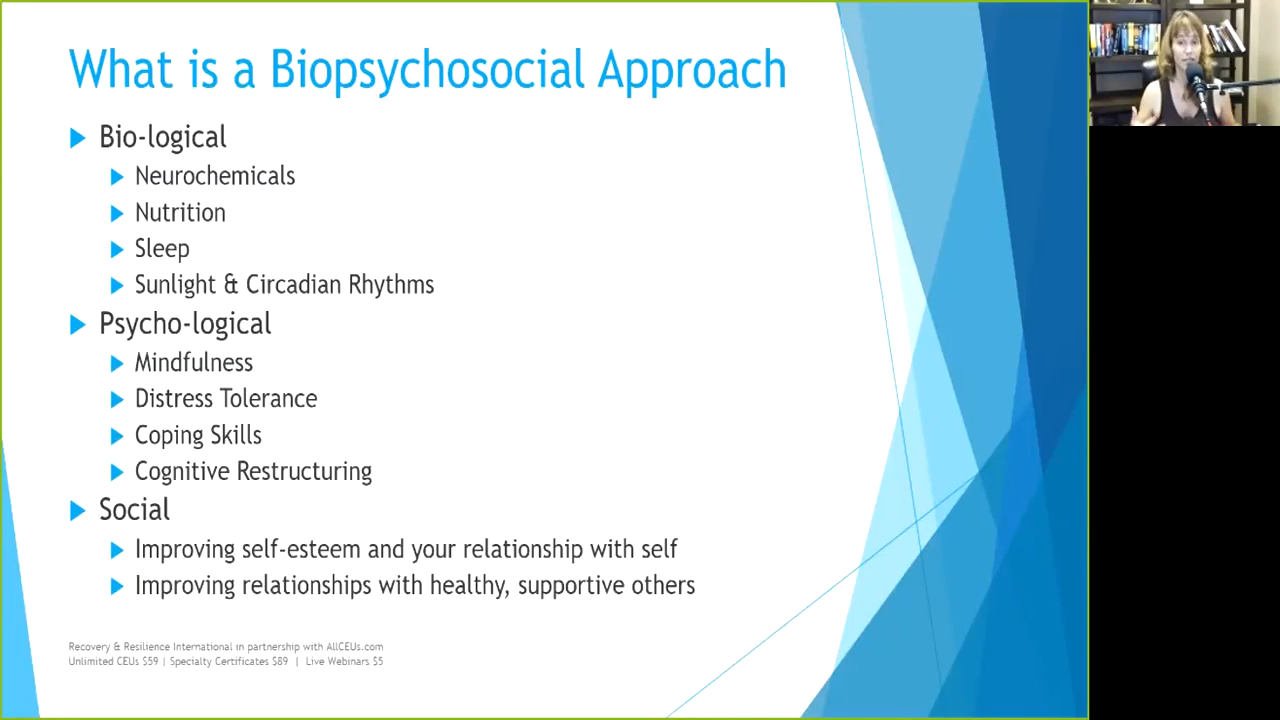 What is a Biopsychosocial Approach
Bio-logical
Neurochemicals
Nutrition
Sleep
Sunlight & Circadian Rhythms
Psycho-logical
Mindfulness
Distress Tolerance
Coping Skills
Cognitive Restructuring
Social
Improving self-esteem and your relationship with self
Improving relationships with healthy, supportive others
Recovery & Resilience International in partnership with AllCEUs.com
Unlimited CEUs $59 | Specialty Certificates $89 | Live Webinars $5